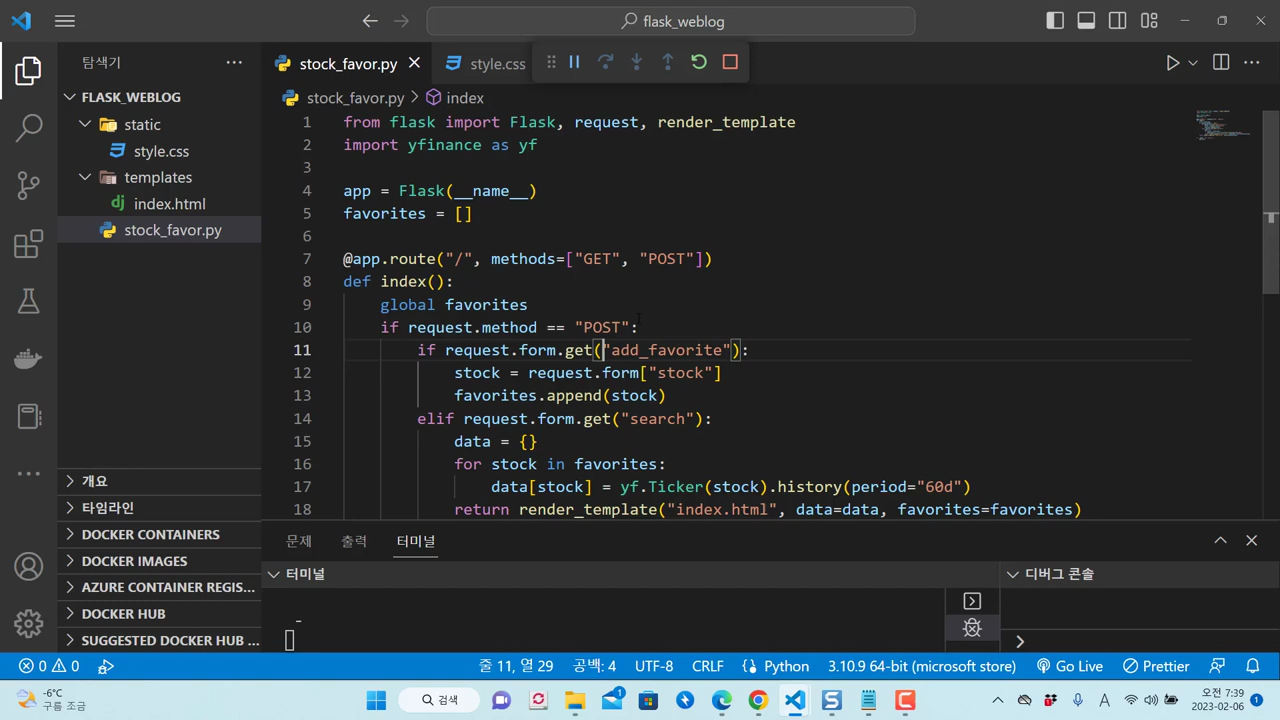 flask_weblog
탐색기
stock_favor.py
style.css
FLASK_WEBLOG
stock_favor.py > index
static
style.css
templates
index.html
stock_favor.py
1 from flask import Flask, request, render_template
2 import yfinance as yf
3
4 app = Flask(__name__)
5 favorites = []
6
7 @app.route("/", methods=["GET", "POST"])
8 def index():
9 global favorites
10 if request.method == "POST":
11 if request.form.get("add_favorite"):
12 stock = request.form["stock"]
13 favorites.append(stock)
14 elif request.form.get("search"):
15 data = {}
16 for stock in favorites:
17 data[stock] = yf.Ticker(stock).history(period="60d")
18 return render_template("index.html", data=data, favorites=favorites)
개요
타임라인
DOCKER CONTAINERS
DOCKER IMAGES
AZURE CONTAINER REGIS...
DOCKER HUB
SUGGESTED DOCKER HUB ...
문제 출력 터미널
터미널
디버그 콘솔
0 0
줄 11, 열 29 공백: 4 UTF-8 CRLF Python 3.10.9 64-bit (microsoft store) Go Live Prettier
-6°C
구름 조금
검색
1
A
오전 7:39
2023-02-06
1